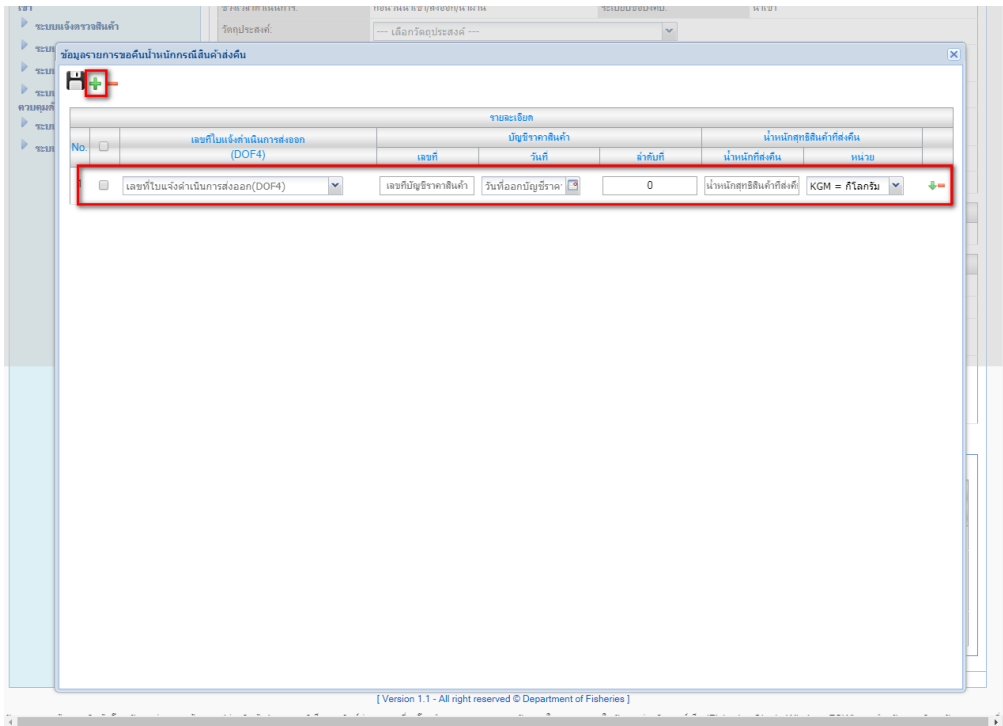 ระบบแจ้งตรวจสินค้า
วัตถุประสงค์:
--- เลือกวัตถุประสงค์ ---
ข้อมูลรายการขอคืนน้ำหนักกรณีสินค้าส่งคืน
รายละเอียด
No.
เลขที่ใบแจ้งดำเนินการส่งออก
(DOF4)
บัญชีราคาสินค้า
น้ำหนักสุทธิสินค้าที่ส่งคืน
เลขที่
วันที่
ลำดับที่
น้ำหนักที่ส่งคืน
หน่วย
1
เลขที่ใบแจ้งดำเนินการส่งออก(DOF4)
เลขที่บัญชีราคาสินค้า
วันที่ออกบัญชีราค
0
น้ำหนักสุทธิสินค้าที่ส่งคื
KGM = กิโลกรัม
[ Version 1.1 - All right reserved © Department of Fisheries ]